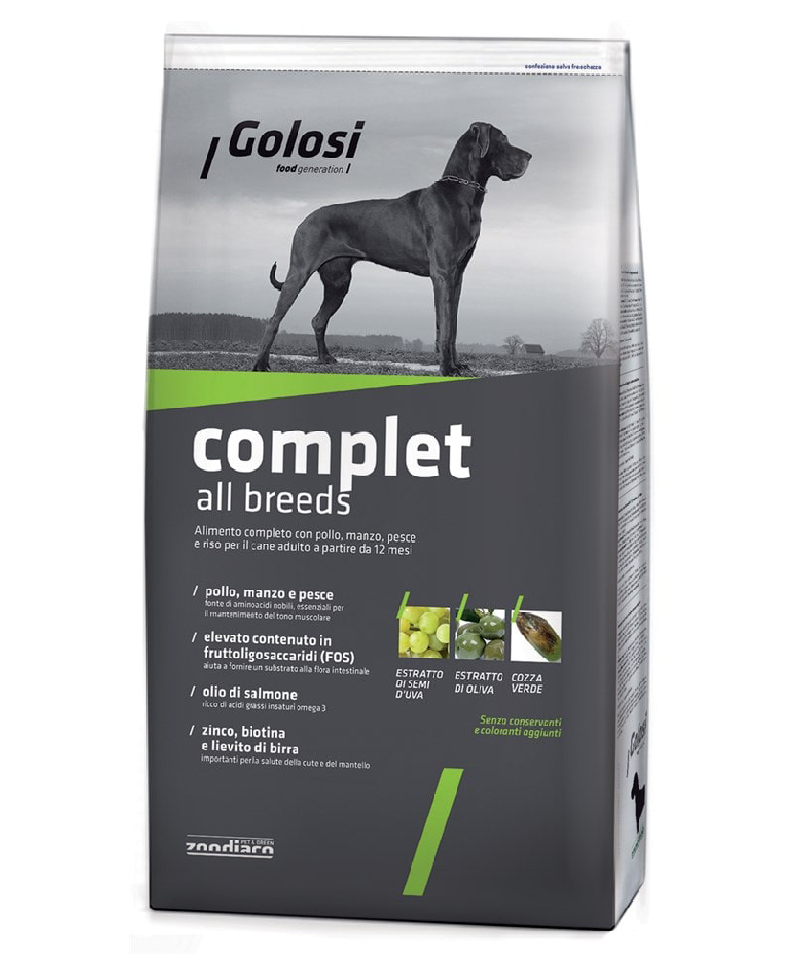 confezione salva freschezza
Golosi
food generation
complet
all breeds
Alimento completo con pollo, manzo, pesce
e riso per il cane adulto a partire da 12 mesi
/ pollo, manzo e pesce
fonte di aminoacidi nobili, essenziali per
il mantenimento del tono muscolare
/ elevato contenuto in
fruttoligosaccaridi (FOS)
aiuta a fornire un substrato alla flora intestinale
/ olio di salmone
ricco di acidi grassi insaturi omega 3
/ zinco, biotina
e lievito di birra
importanti per la salute della cute e del mantello
ESTRATTO
DI SEMI
D'UVA
ESTRATTO
DI OLIVA
COZZA
VERDE
Senza conservanti
e coloranti aggiunti
PET & GREEN
zoodiaco
Golosi